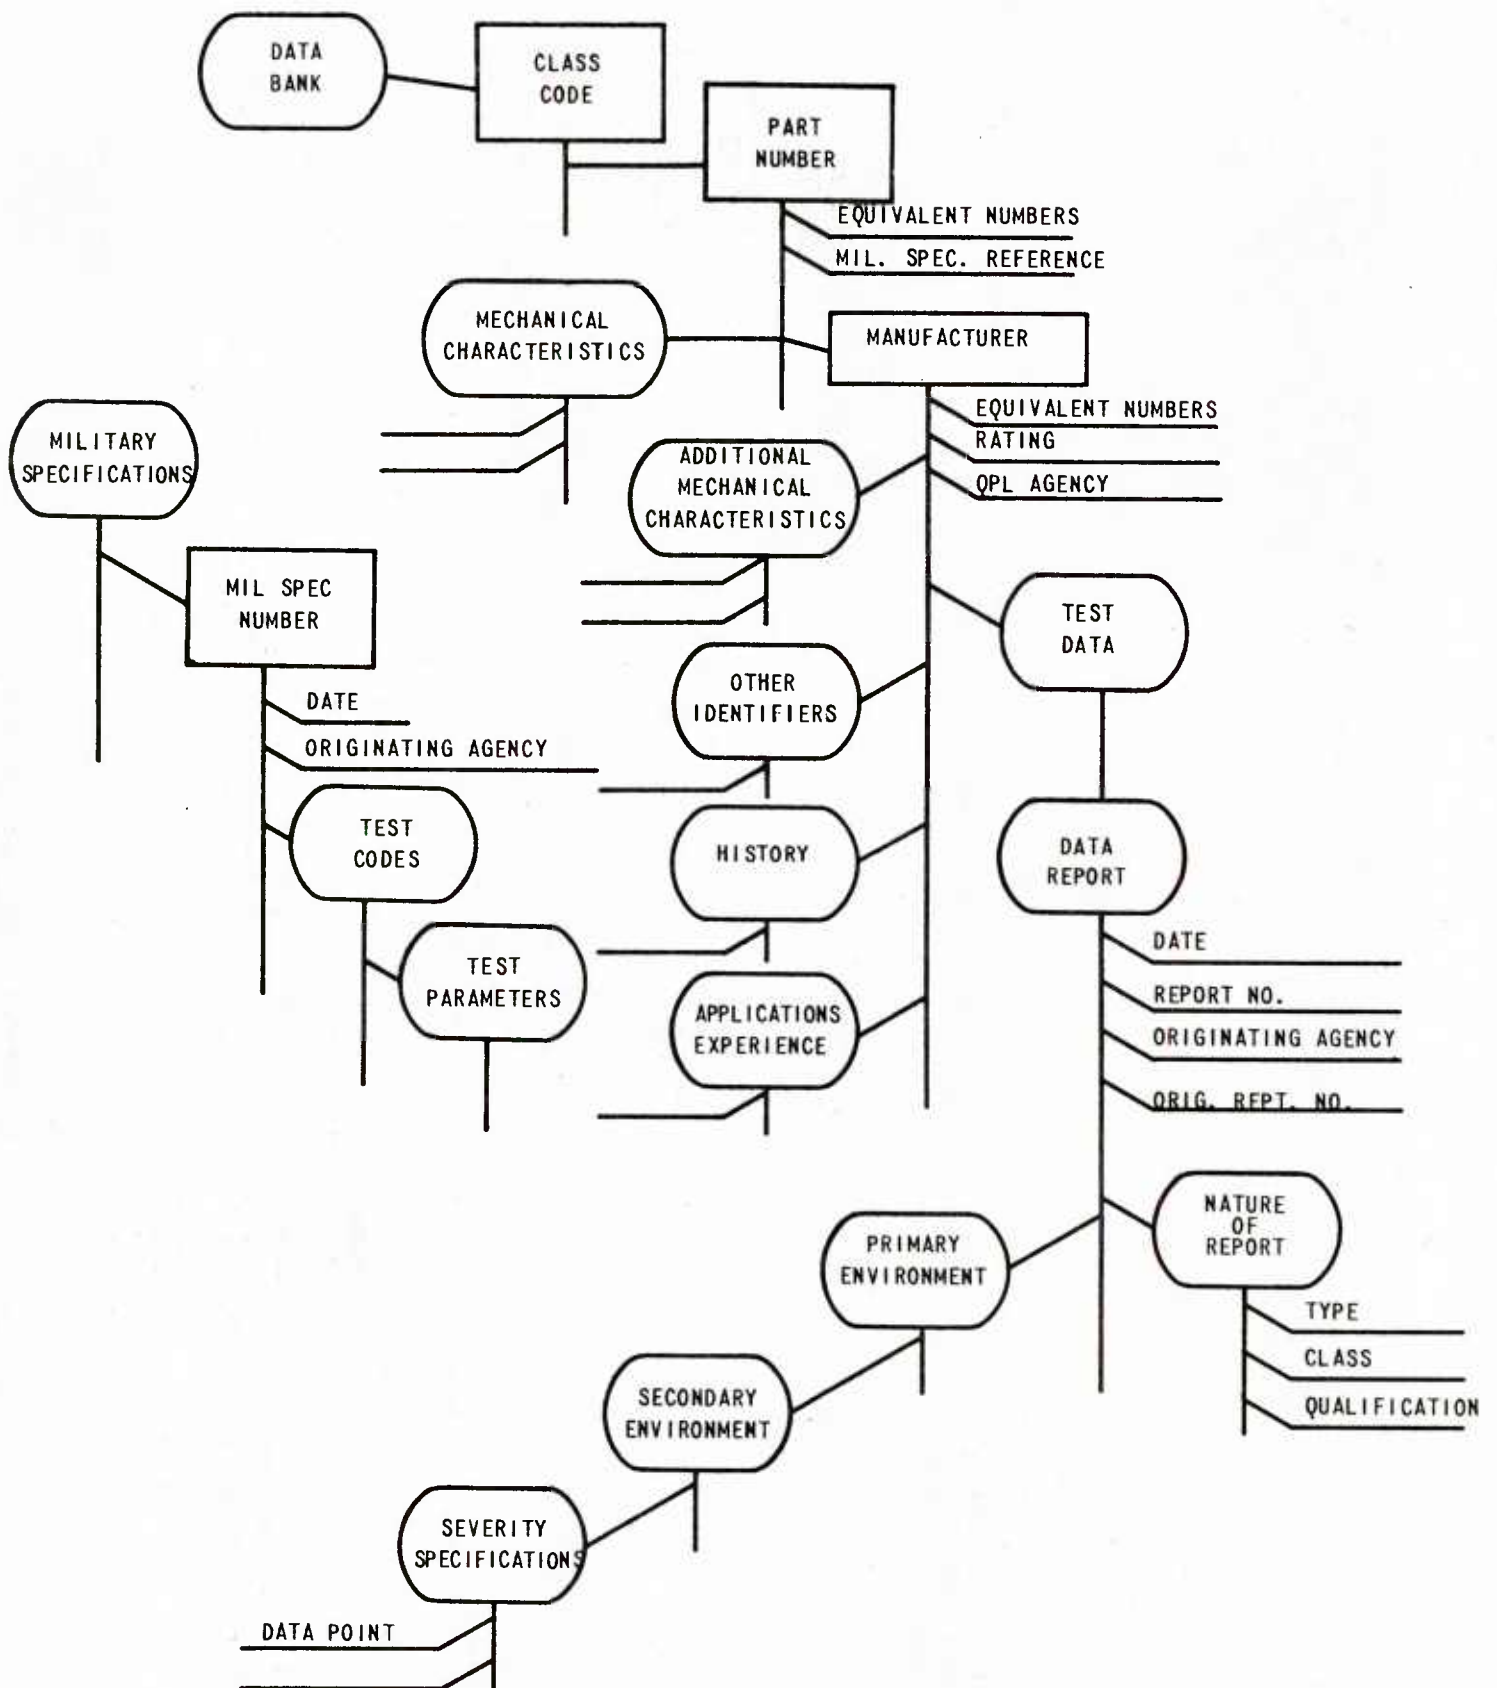 DATA
BANK
CLASS
CODE
PART
NUMBER
EQUIVALENT NUMBERS
MIL. SPEC. REFERENCE
MECHANICAL
CHARACTERISTICS
MANUFACTURER
EQUIVALENT NUMBERS
RATING
QPL AGENCY
MILITARY
SPECIFICATIONS
ADDITIONAL
MECHANICAL
CHARACTERISTICS
MIL SPEC
NUMBER
DATE
ORIGINATING AGENCY
TEST
DATA
OTHER
IDENTIFIERS
TEST
CODES
HISTORY
DATA
REPORT
DATE
REPORT NO.
ORIGINATING AGENCY
ORIG. REPT. NO.
TEST
PARAMETERS
APPLICATIONS
EXPERIENCE
NATURE
OF
REPORT
TYPE
CLASS
QUALIFICATION
PRIMARY
ENVIRONMENT
SECONDARY
ENVIRONMENT
SEVERITY
SPECIFICATIONS
DATA POINT